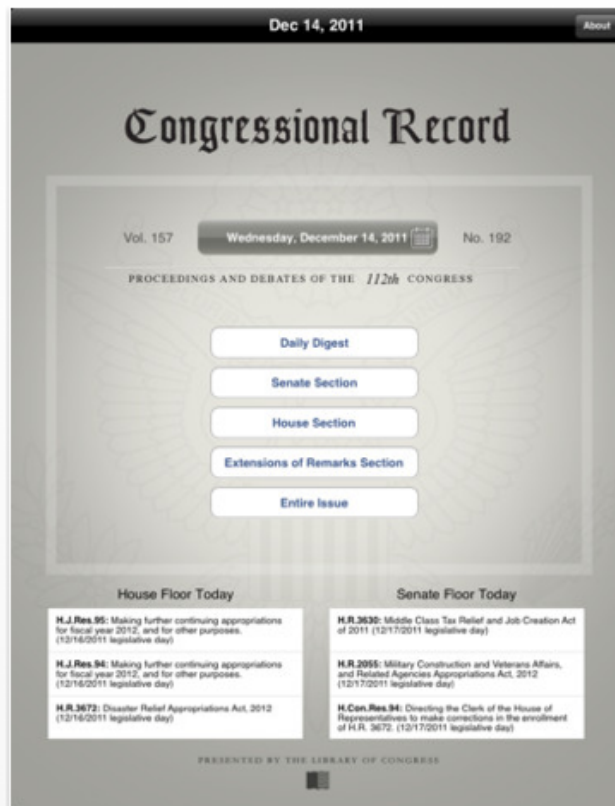 Dec 14, 2011
About
Congressional Record
Vol. 157
Wednesday, December 14, 2011
No. 192
PROCEEDINGS AND DEBATES OF THE 112th CONGRESS
Daily Digest
Senate Section
House Section
Extensions of Remarks Section
Entire Issue
House Floor Today
H.J.Res.95: Making further continuing appropriations
for fiscal year 2012, and for other purposes.
(12/16/2011 legislative day)
H.J.Res.94: Making further continuing appropriations
for fiscal year 2012, and for other purposes.
(12/16/2011 legislative day)
H.R.3672: Disaster Relief Appropriations Act, 2012
(12/16/2011 legislative day)
Senate Floor Today
H.R.3630: Middle Class Tax Relief and Job Creation Act
of 2011 (12/17/2011 legislative day)
H.R.2055: Military Construction and Veterans Affairs,
and Related Agencies Appropriations Act, 2012
(12/17/2011 legislative day)
H.Con.Res.94: Directing the Clerk of the House of
Representatives to make corrections in the enrollment
of H.R. 3672. (12/17/2011 legislative day)
PRESENTED BY THE LIBRARY OF CONGRESS